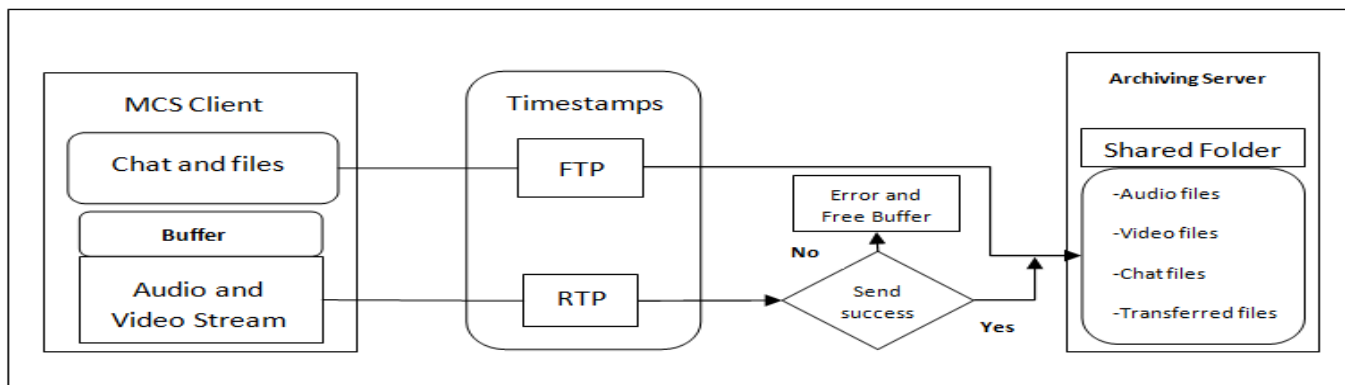 MCS Client
Chat and files
Buffer
Audio and
Video Stream
Timestamps
FTP
RTP
Error and
Free Buffer
No
Send
success
Yes
Archiving Server
Shared Folder
-Audio files
-Video files
-Chat files
-Transferred files